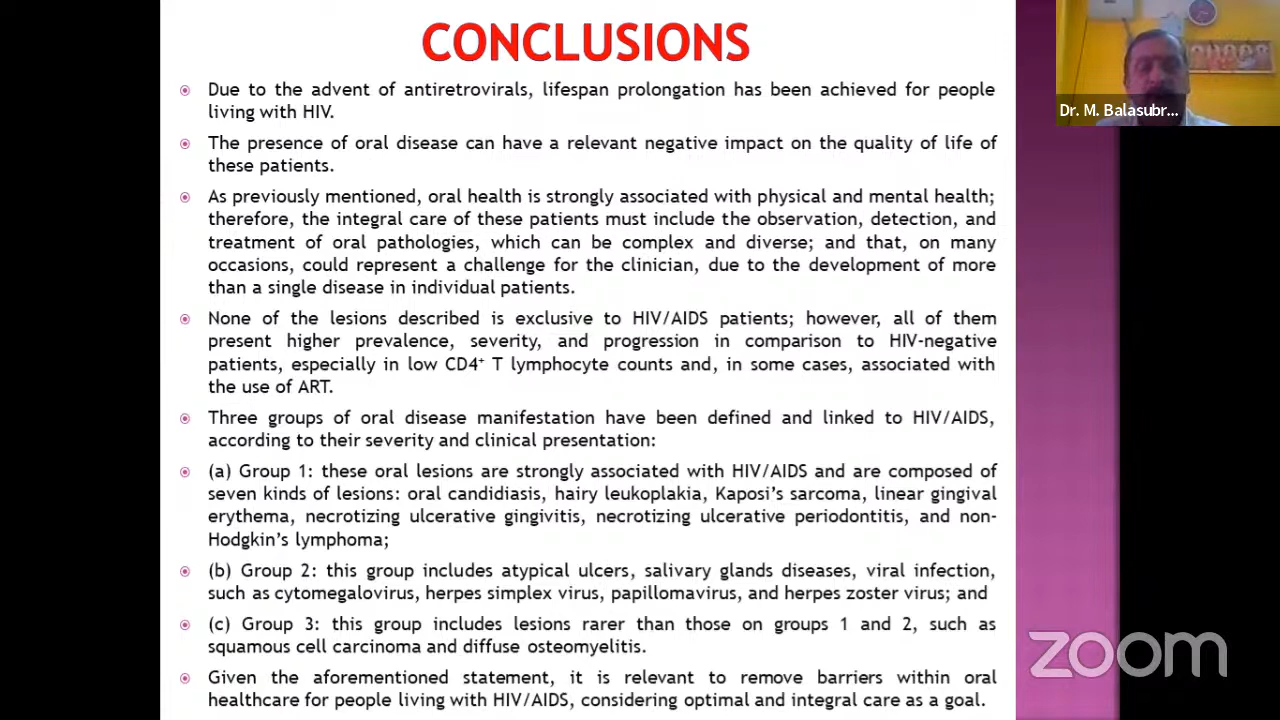 CONCLUSIONS
Due to the advent of antiretrovirals, lifespan prolongation has been achieved for people
living with HIV.
The presence of oral disease can have a relevant negative impact on the quality of life of
these patients.
As previously mentioned, oral health is strongly associated with physical and mental health;
therefore, the integral care of these patients must include the observation, detection, and
treatment of oral pathologies, which can be complex and diverse; and that, on many
occasions, could represent a challenge for the clinician, due to the development of more
than a single disease in individual patients.
None of the lesions described is exclusive to HIV/AIDS patients; however, all of them
present higher prevalence, severity, and progression in comparison to HIV-negative
patients, especially in low CD4⁺ T lymphocyte counts and, in some cases, associated with
the use of ART.
Three groups of oral disease manifestation have been defined and linked to HIV/AIDS,
according to their severity and clinical presentation:
(a) Group 1: these oral lesions are strongly associated with HIV/AIDS and are composed of
seven kinds of lesions: oral candidiasis, hairy leukoplakia, Kaposi’s sarcoma, linear gingival
erythema, necrotizing ulcerative gingivitis, necrotizing ulcerative periodontitis, and non-
Hodgkin’s lymphoma;
(b) Group 2: this group includes atypical ulcers, salivary glands diseases, viral infection,
such as cytomegalovirus, herpes simplex virus, papillomavirus, and herpes zoster virus; and
(c) Group 3: this group includes lesions rarer than those on groups 1 and 2, such as
squamous cell carcinoma and diffuse osteomyelitis.
Given the aforementioned statement, it is relevant to remove barriers within oral
healthcare for people living with HIV/AIDS, considering optimal and integral care as a goal.
Dr. M. Balasubr...
zoom